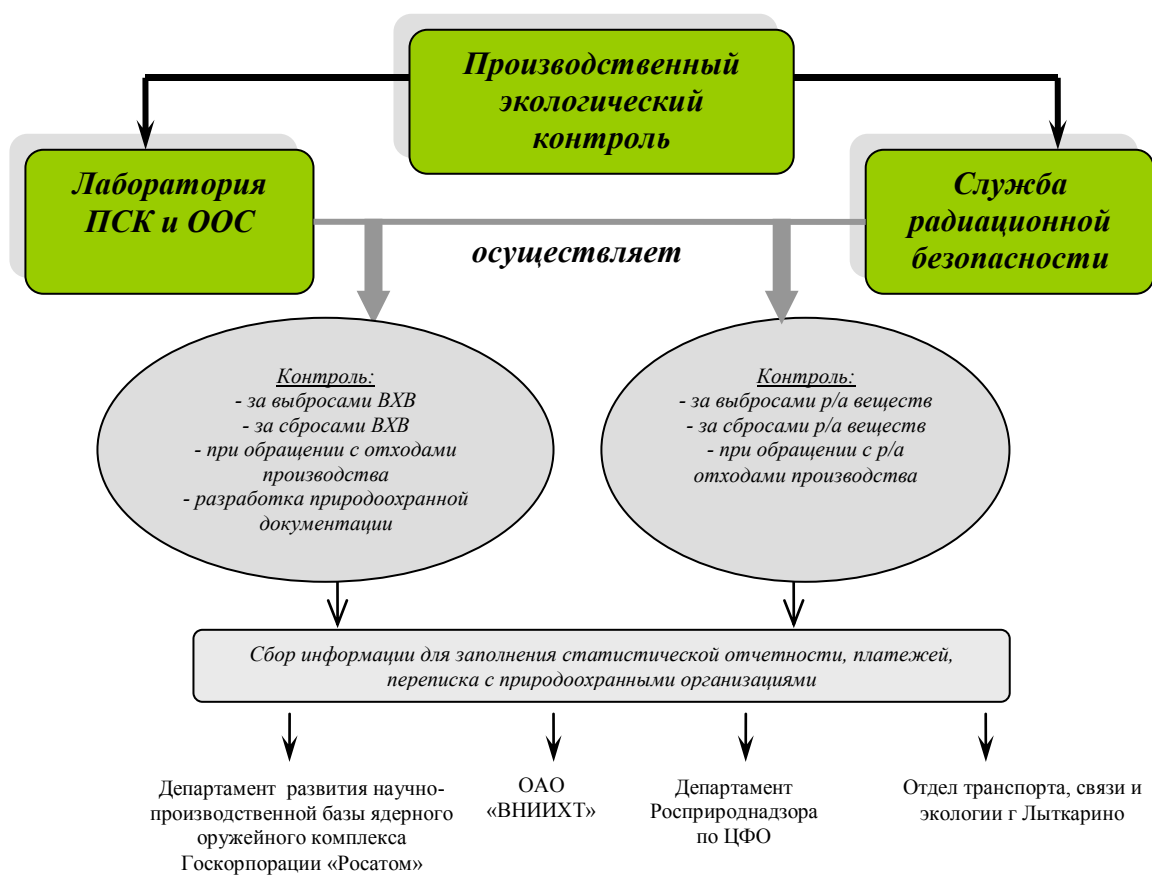 Производственный
экологический
контроль
Лаборатория
ПСК и ООС
Служба
радиационной
безопасности
осуществляет
Контроль:
- за выбросами ВХВ
- за сбросами ВХВ
- при обращении с отходами
производства
- разработка природоохранной
документации
Контроль:
- за выбросами р/а веществ
- за сбросами р/а веществ
- при обращении с р/а
отходами производства
Сбор информации для заполнения статистической отчетности, платежей,
переписка с природоохранными организациями
Департамент развития научно-
производственной базы ядерного
оружейного комплекса
Госкорпорации «Росатом»
ОАО
«ВНИИХТ»
Департамент
Росприроднадзора
по ЦФО
Отдел транспорта, связи и
экологии г Лыткарино